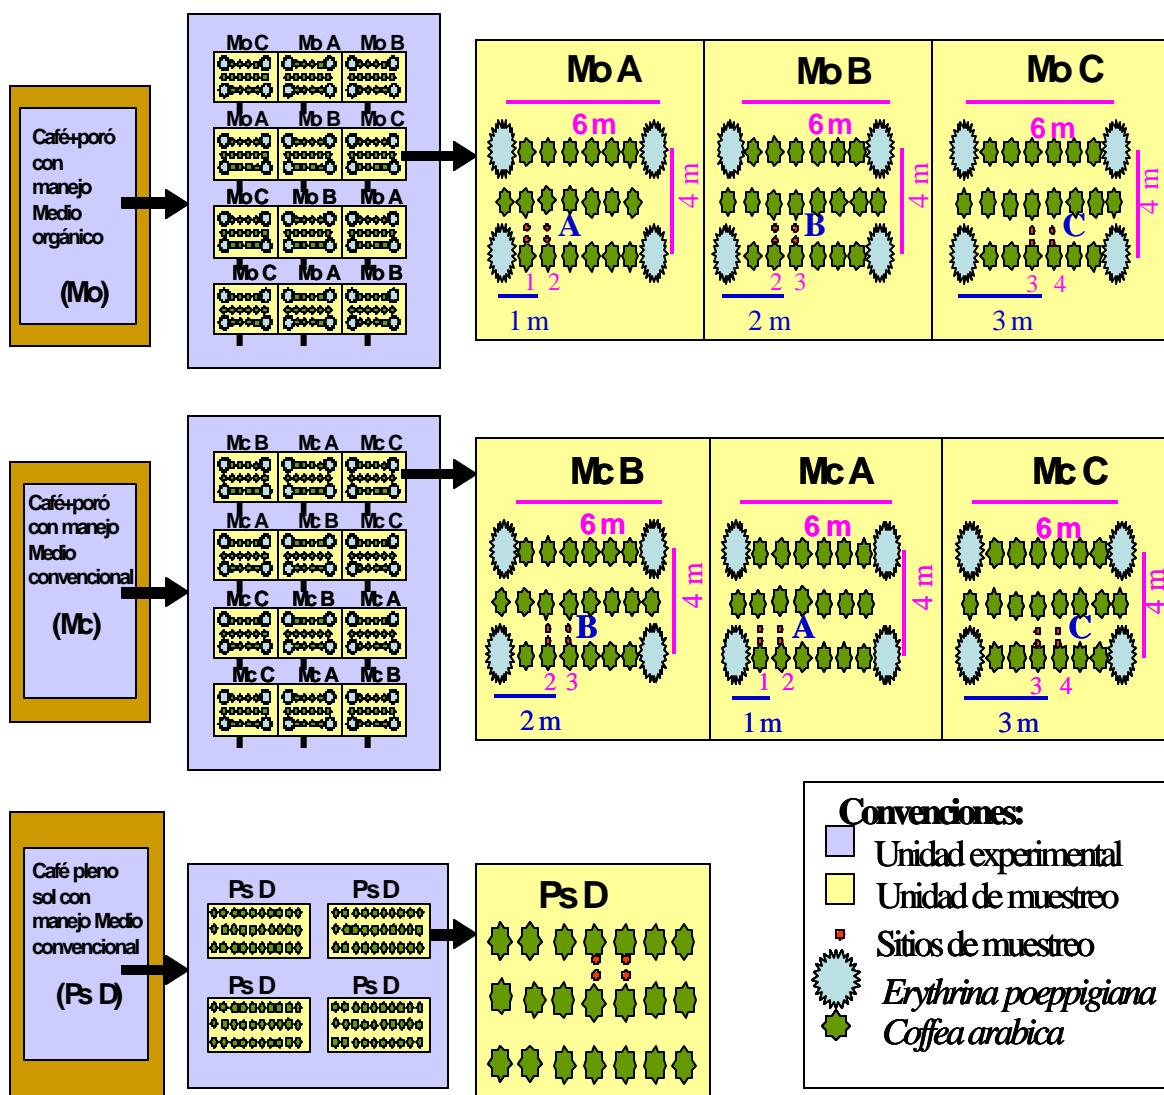 Café+poró
con
manejo
Medio
orgánico
(Mo)
Mo C Mo A Mo B
Mo A Mo B Mo C
Mo C Mo B Mo A
Mo C Mo A Mo B
Mo A Mo B Mo C
6 m 6 m 6 m
4 m 4 m 4 m
A B C
1 2 2 3 3 4
1 m 2 m 3 m
Café+poró
con manejo
Medio
convencional
(Mc)
Mc B Mc A Mc C
Mc A Mc B Mc C
Mc C Mc B Mc A
Mc C Mc A Mc B
Mc B Mc A Mc C
6 m 6 m 6 m
4 m 4 m 4 m
B A C
2 3 1 2 3 4
2 m 1 m 3 m
Café pleno
sol con
manejo Medio
convencional
(Ps D)
Ps D Ps D
Ps D Ps D
Ps D
Convenciones:
Unidad experimental
Unidad de muestreo
Sitios de muestreo
Erythrina poeppigiana
Coffea arabica